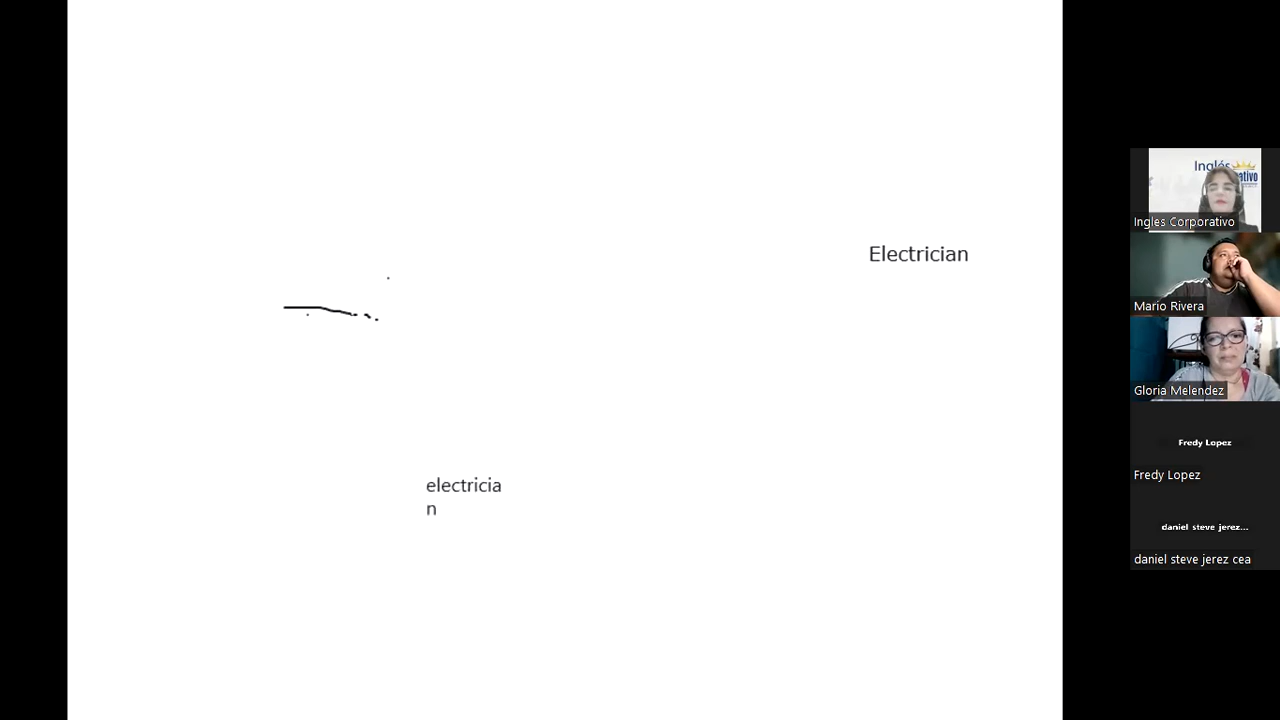 Electrician
electricia
n
Inglés
ativo
Ingles Corporativo
Mario Rivera
Gloria Melendez
Fredy Lopez
Fredy Lopez
daniel steve jerez...
daniel steve jerez cea